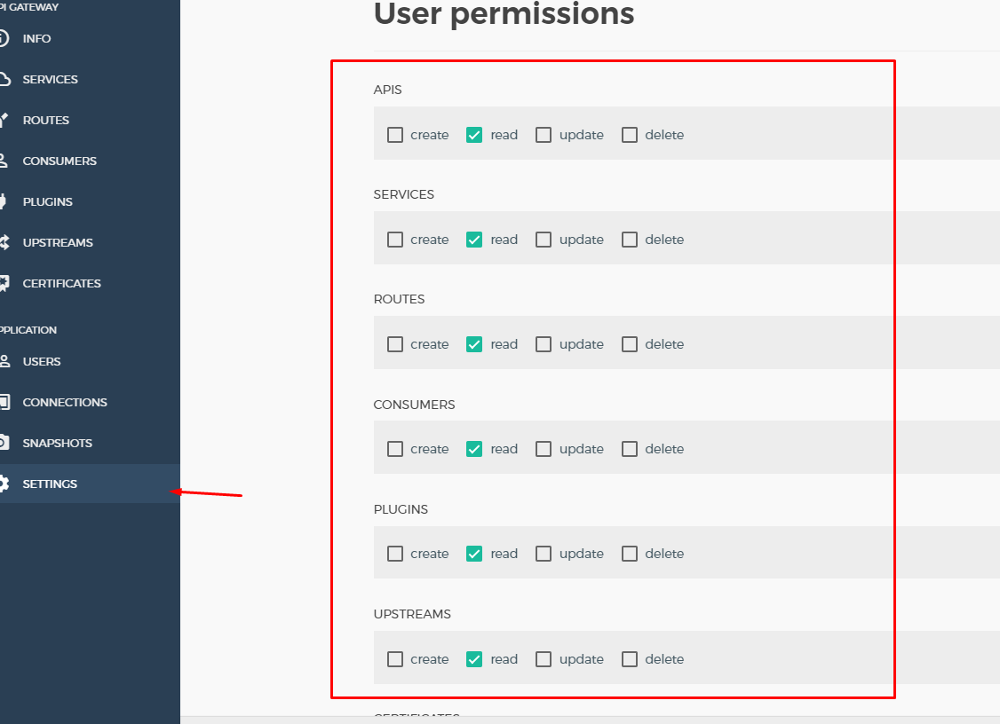 PI GATEWAY
INFO
SERVICES
ROUTES
CONSUMERS
PLUGINS
UPSTREAMS
CERTIFICATES
PPLICATION
USERS
CONNECTIONS
SNAPSHOTS
SETTINGS
User permissions
APIS
create read update delete
SERVICES
create read update delete
ROUTES
create read update delete
CONSUMERS
create read update delete
PLUGINS
create read update delete
UPSTREAMS
create read update delete
CERTIFICATES